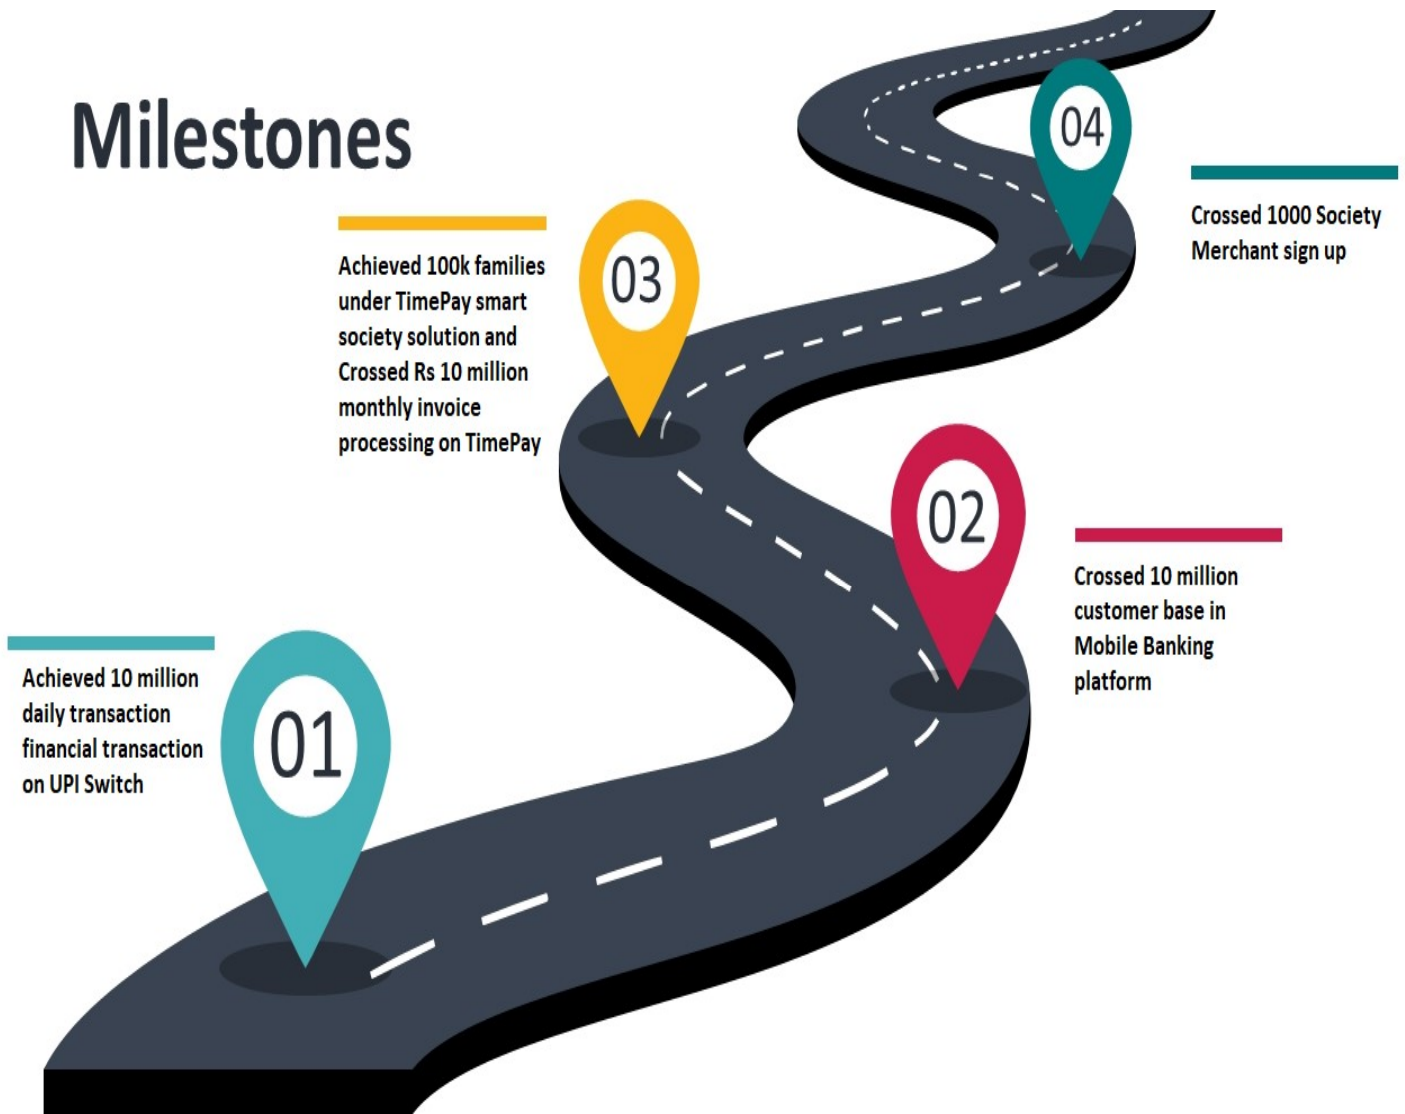 Milestones
01
Achieved 10 million
daily transaction
financial transaction
on UPI Switch
02
Crossed 10 million
customer base in
Mobile Banking
platform
03
Achieved 100k families
under TimePay smart
society solution and
Crossed Rs 10 million
monthly invoice
processing on TimePay
04
Crossed 1000 Society
Merchant sign up